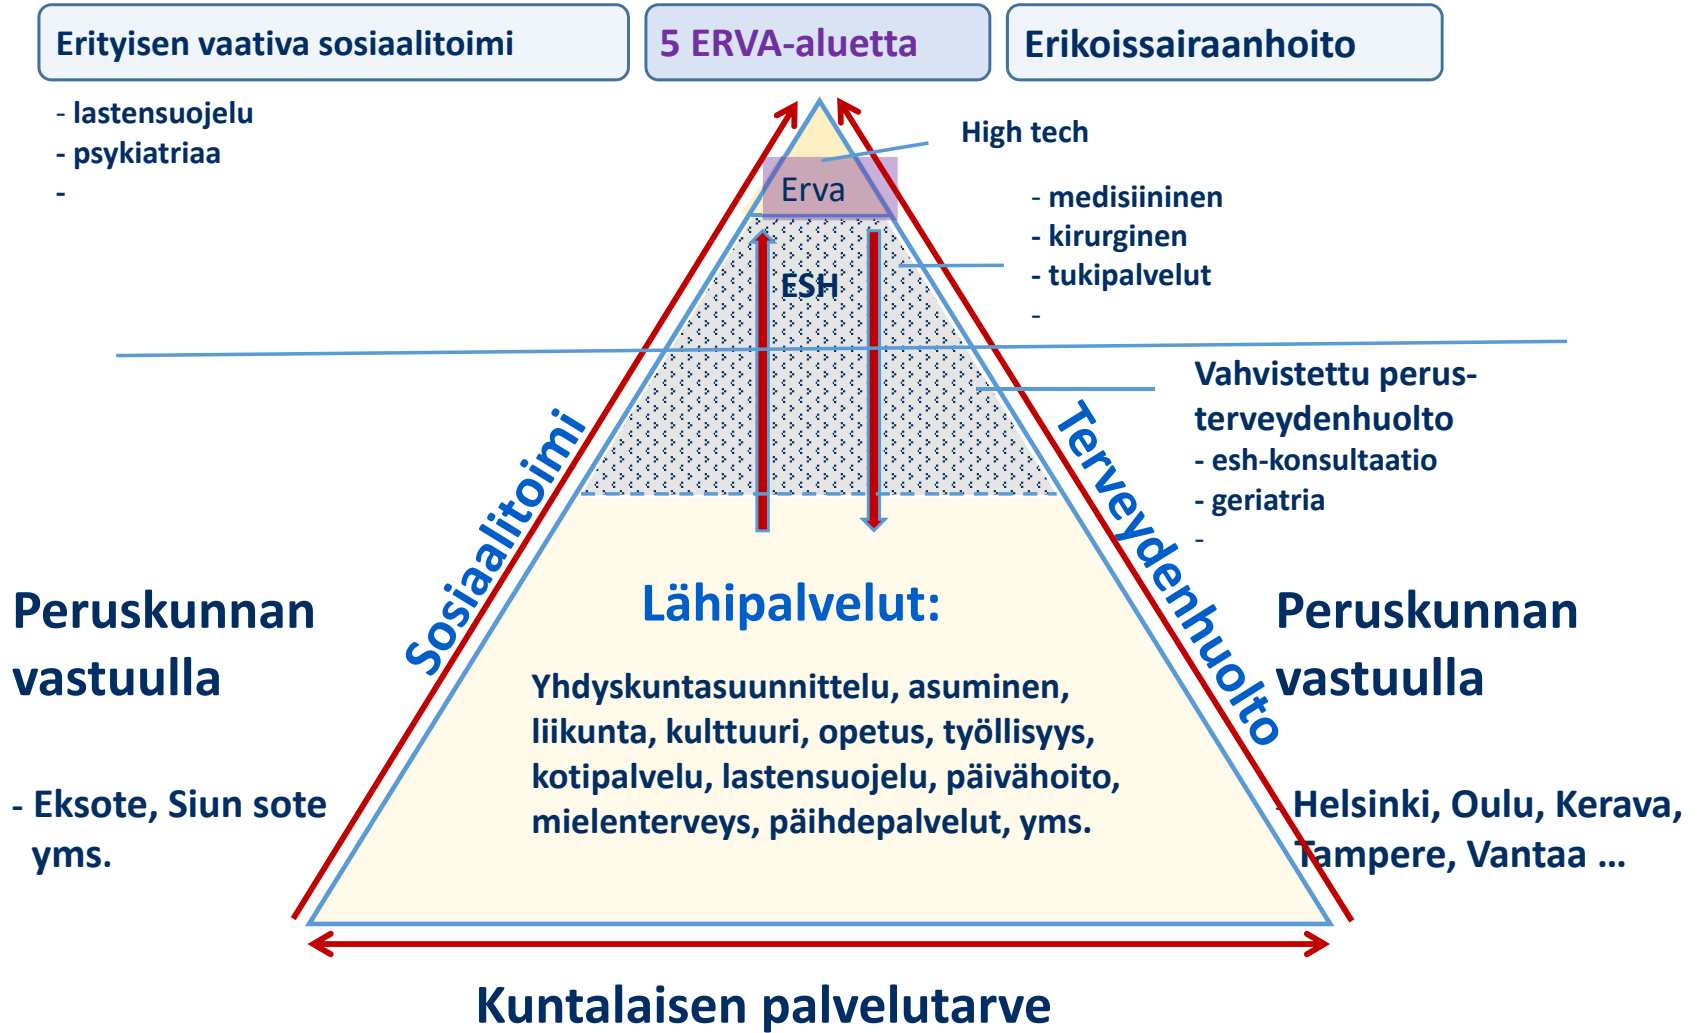 Erityisen vaativa sosiaalitoimi
5 ERVA-aluetta
Erikoissairaanhoito
- lastensuojelu
- psykiatriaa
-
High tech
Erva
- medisiininen
- kirurginen
- tukipalvelut
-
ESH
Vahvistettu perus-
terveydenhuolto
- esh-konsultaatio
- geriatria
-
Sosiaalitoimi
Terveydenhuolto
Peruskunnan
vastuulla
- Eksote, Siun sote
yms.
Lähipalvelut:
Yhdyskuntasuunnittelu, asuminen,
liikunta, kulttuuri, opetus, työllisyys,
kotipalvelu, lastensuojelu, päivähoito,
mielenterveys, päihdepalvelut, yms.
Peruskunnan
vastuulla
- Helsinki, Oulu, Kerava,
Tampere, Vantaa ...
Kuntalaisen palvelutarve